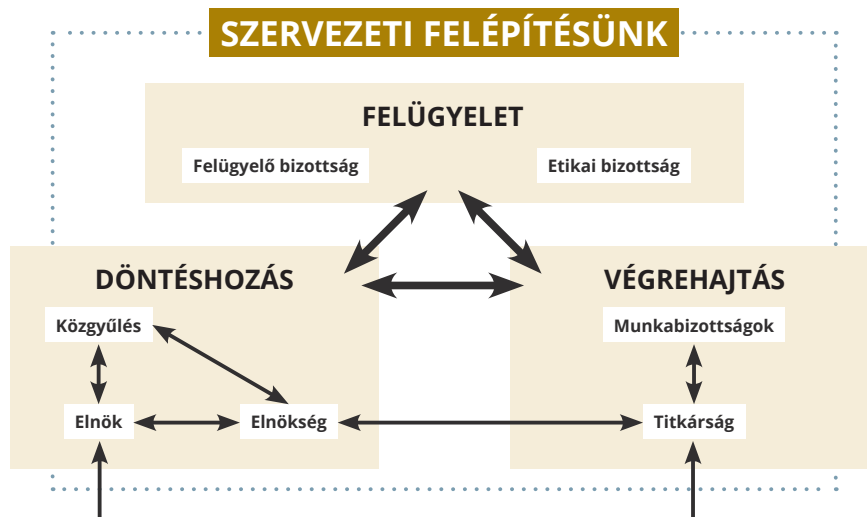 SZERVEZETI FELÉPÍTÉSÜNK
FELÜGYELET
Felügyelő bizottság
Etikai bizottság
DÖNTÉSHOZÁS
VÉGREHAJTÁS
Közgyűlés
Munkabizottságok
Elnök
Elnökség
Titkárság